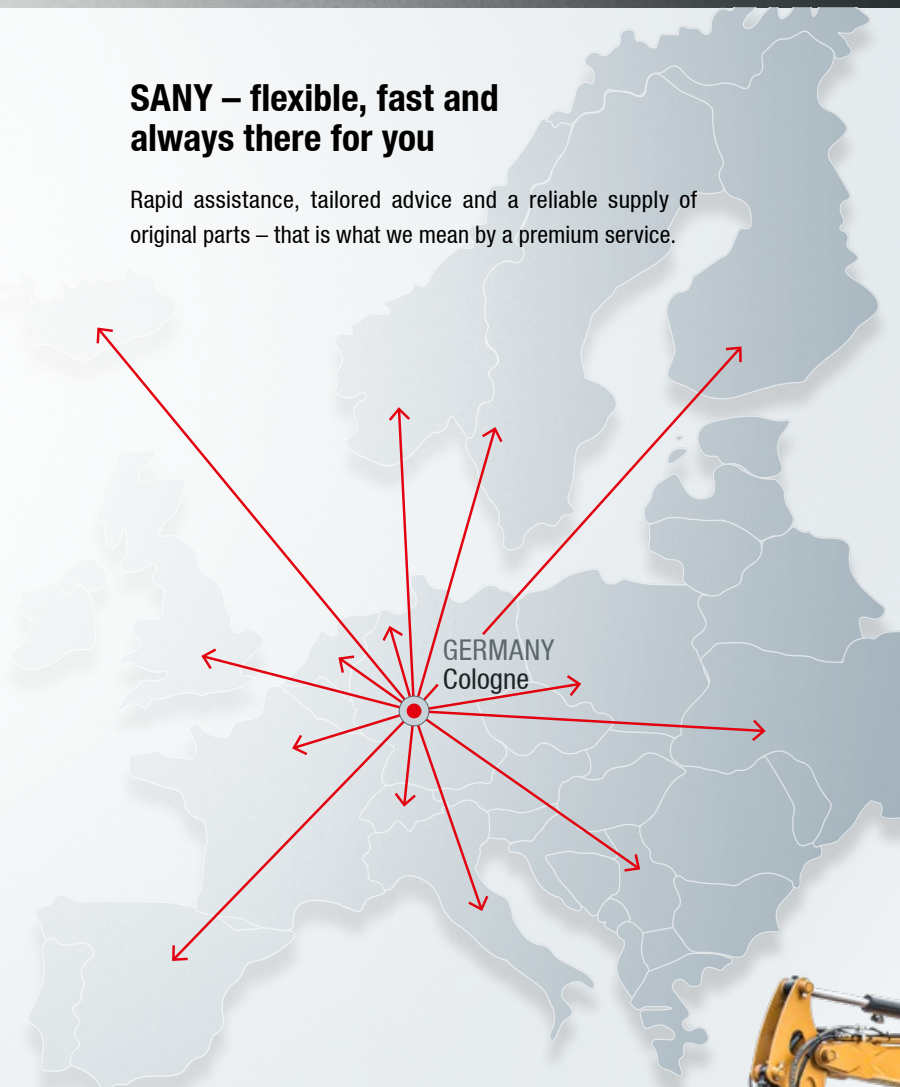 SANY – flexible, fast and
always there for you
Rapid assistance, tailored advice and a reliable supply of
original parts – that is what we mean by a premium service.
GERMANY
Cologne